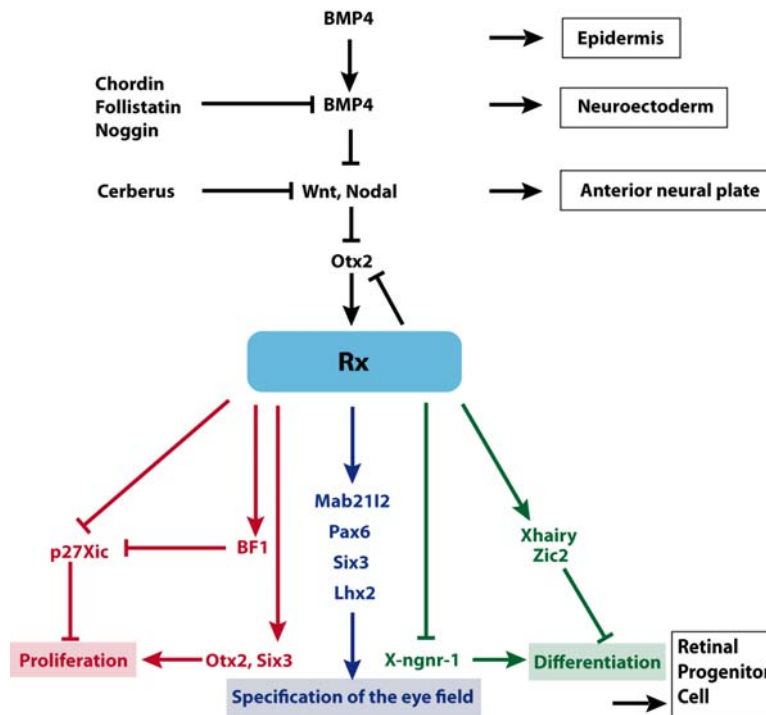 BMP4
Epidermis
Chordin
Follistatin
Noggin
BMP4
Neuroectoderm
Cerberus
Wnt, Nodal
Anterior neural plate
Otx2
Rx
Mab21l2
Pax6
Six3
Lhx2
Xhairy
Zic2
p27Xic
BF1
Proliferation
Otx2, Six3
X-ngnr-1
Differentiation
Retinal
Progenitor
Cell
Specification of the eye field